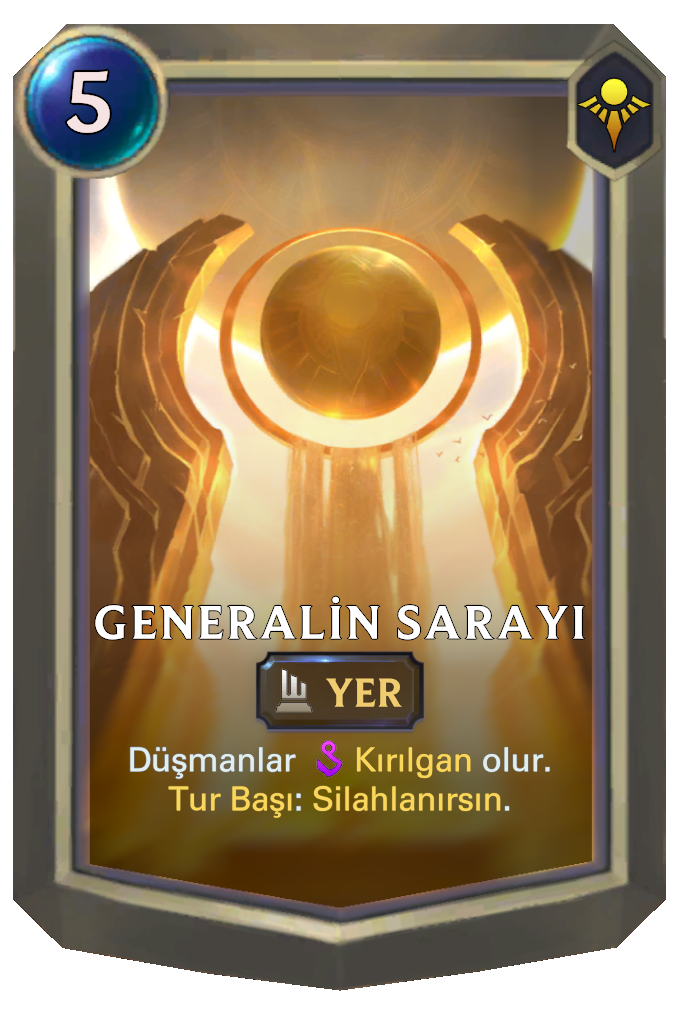 5
GENERALİN SARAYI
YER
Düşmanlar Kırılgan olur.
Tur Başı: Silahlanırsın.